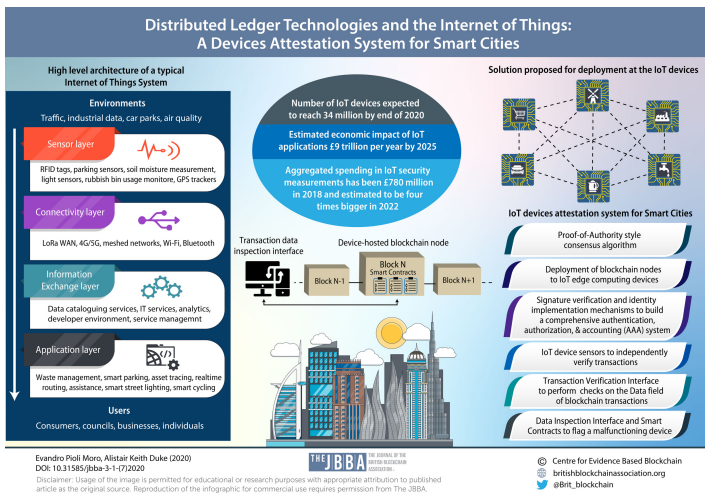 Distributed Ledger Technologies and the Internet of Things:
A Devices Attestation System for Smart Cities
High level architecture of a typical
Internet of Things System
Environments
Traffic, industrial data, car parks, air quality
Sensor layer
RFID tags, parking sensors, soil moisture measurement,
light sensors, rubbish bin usage monitore, GPS trackers
Connectivity layer
LoRa WAN, 4G/5G, meshed networks, Wi-Fi, Bluetooth
Information
Exchange layer
Data cataloguing services, IT services, analytics,
developer environment, service managemnt
Application layer
Waste management, smart parking, asset tracing, realtime
routing, assistance, smart street lighting, smart cycling
Users
Consumers, councils, businesses, individuals
Number of IoT devices expected
to reach 34 million by end of 2020
Estimated economic impact of IoT
applications £9 trillion per year by 2025
Aggregated spending in IoT security
measurements has been £780 million
in 2018 and estimated to be four
times bigger in 2022
Transaction data
inspection interface
Device-hosted blockchain node
Block N-1
Block N
Smart Contracts
Block N+1
Solution proposed for deployment at the IoT devices
IoT devices attestation system for Smart Cities
Proof-of-Authority style
consensus algorithm
Deployment of blockchain nodes
to IoT edge computing devices
Signature verification and identity
implementation mechanisms to build
a comprehensive authentication,
authorization, & accounting (AAA) system
IoT device sensors to independently
verify transactions
Transaction Verification Interface
to perform checks on the Data field
of blockchain transactions
Data Inspection Interface and Smart
Contracts to flag a malfunctioning device
Evandro Pioli Moro, Alistair Keith Duke (2020)
DOI: 10.31585/jbba-3-1-(7)2020
Disclaimer: Usage of the image is permitted for educational or research purposes with appropriate attribution to published
article as the original source. Reproduction of the infographic for commercial use requires permission from The JBBA.
THE JBBA
THE JOURNAL OF THE
BRITISH BLOCKCHAIN
ASSOCIATION
© Centre for Evidence Based Blockchain
britishblockchainassociation.org
@Brit_blockchain